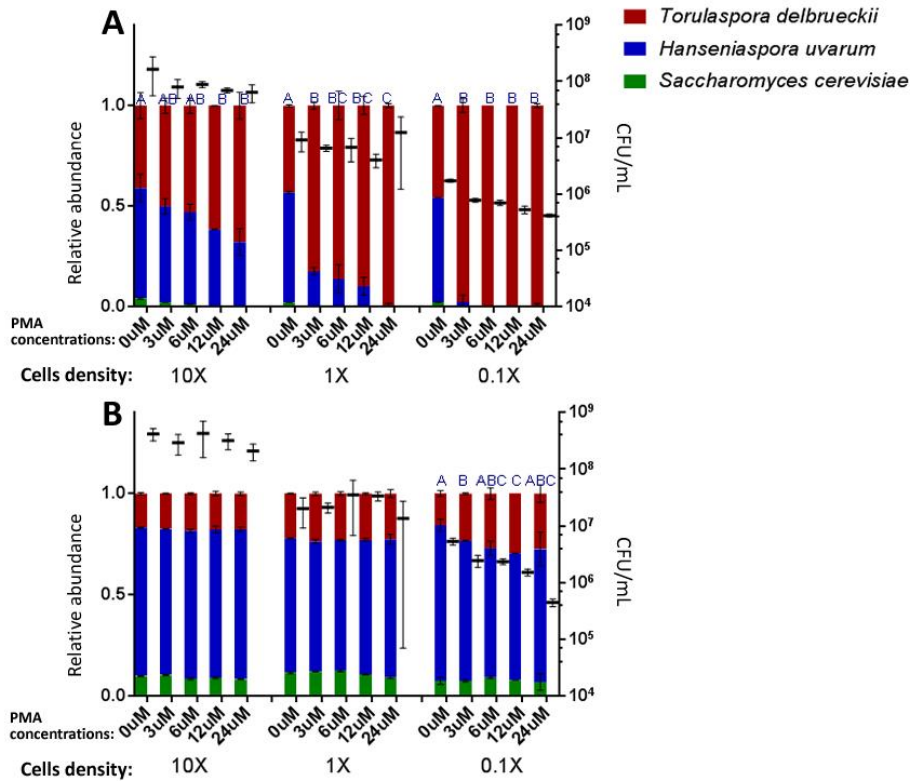 A
Torulaspora delbrueckii
Hanseniaspora uvarum
Saccharomyces cerevisiae
Relative abundance
1.0
0.5
0.0
A AB AB B B
A B BC BC C
A B B B B
10⁹
10⁸
10⁷
10⁶
10⁵
10⁴
CFU/mL
PMA
concentrations:
0uM 3uM 6uM 12uM 24uM 0uM 3uM 6uM 12uM 24uM 0uM 3uM 6uM 12uM 24uM
Cells density: 10X 1X 0.1X
B
Relative abundance
1.0
0.5
0.0
A B ABC C ABC
10⁹
10⁸
10⁷
10⁶
10⁵
10⁴
CFU/mL
PMA
concentrations:
0uM 3uM 6uM 12uM 24uM 0uM 3uM 6uM 12uM 24uM 0uM 3uM 6uM 12uM 24uM
Cells density: 10X 1X 0.1X